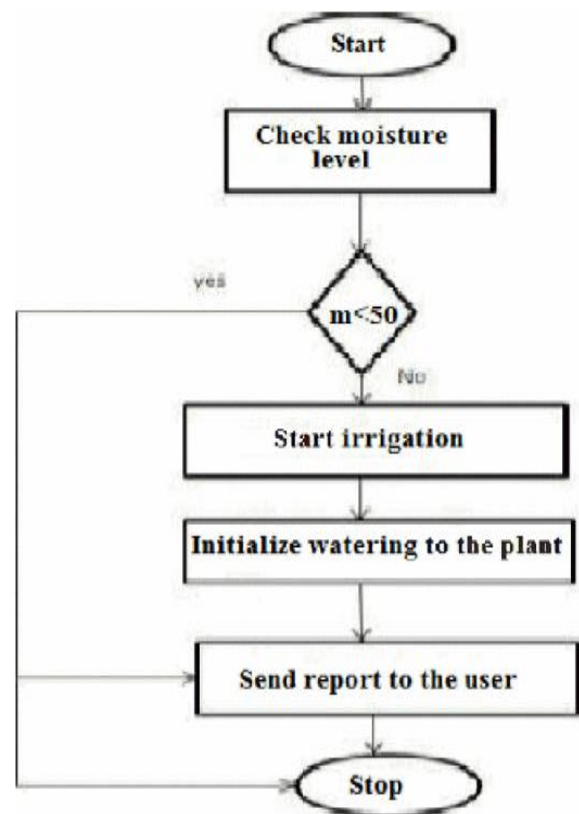 Start
Check moisture
level
yes
m<50
No
Start irrigation
Initialize watering to the plant
Send report to the user
Stop